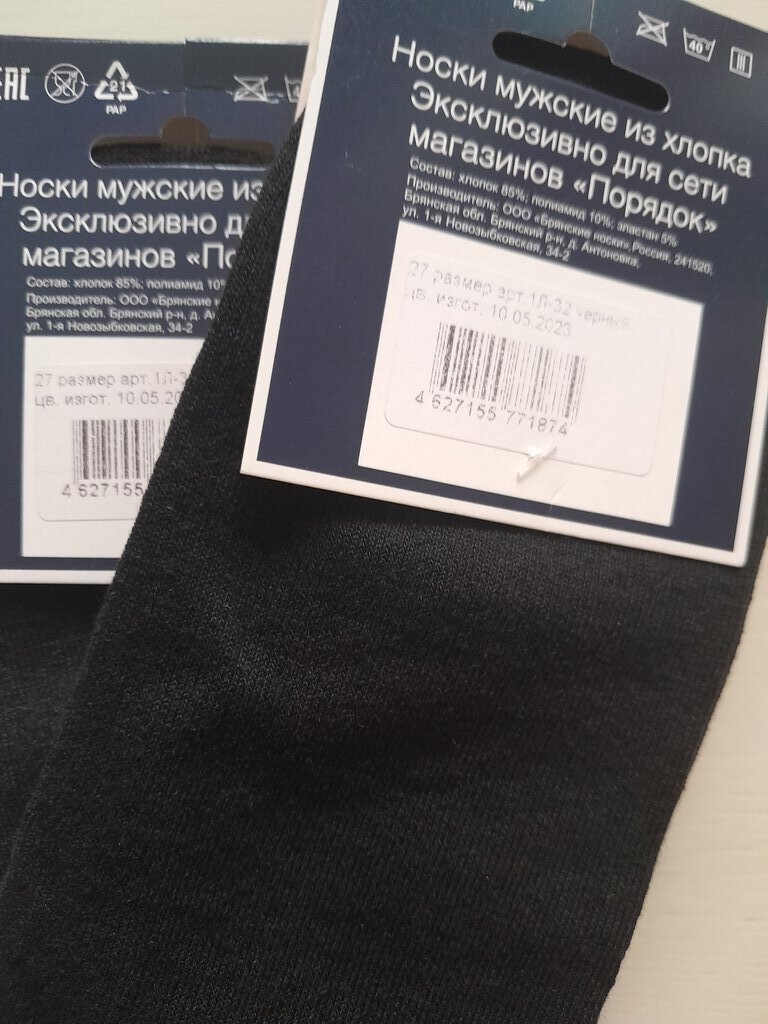 ЕАС
21
PAP
Носки мужские из
Эксклюзивно д
магазинов «По
Состав: хлопок 85%; полиамид 10%
Производитель: ООО «Брянские н
Брянская обл. Брянский р-н, д. Ант
ул. 1-я Новозыбковская, 34-2
27 размер арт.1Л-3
цв. изгот. 10.05.20
4 627155
PAP
40°
Носки мужские из хлопка
Эксклюзивно для сети
магазинов «Порядок»
Состав: хлопок 85%; полиамид 10%; эластан 5%
Производитель: ООО «Брянские носки»,Россия, 241520,
Брянская обл. Брянский р-н, д. Антоновка,
ул. 1-я Новозыбковская, 34-2
27 размер арт.1Л-32 черный
цв. изгот. 10.05.2023
4 627155 771874